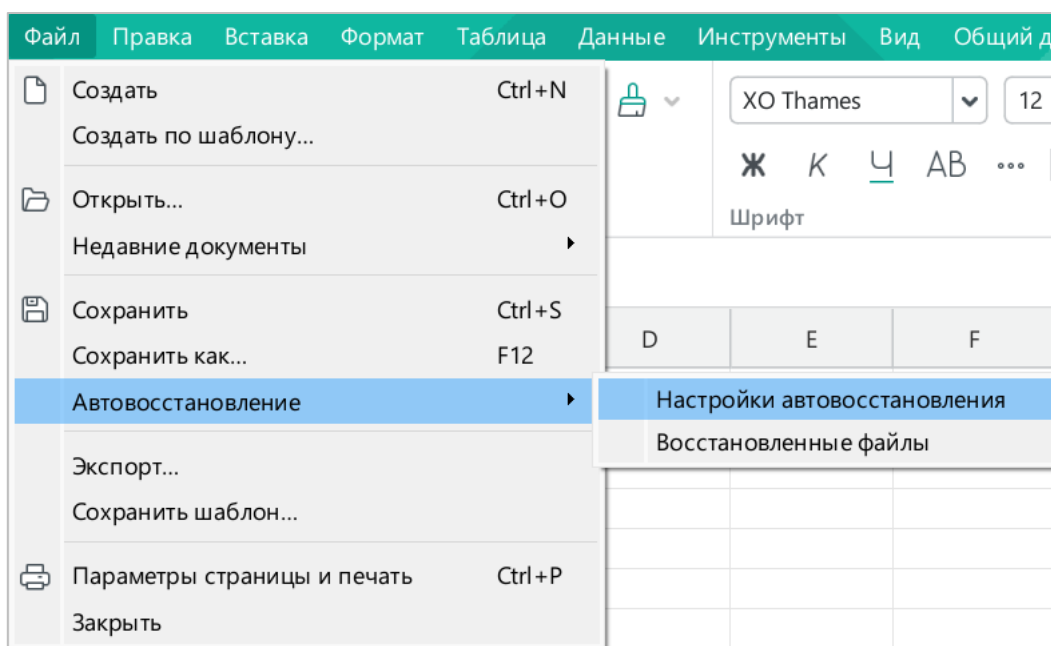 Файл Правка Вставка Формат Таблица Данные Инструменты Вид Общий
Создать Ctrl+N
Создать по шаблону...
Открыть... Ctrl+O
Недавние документы
Сохранить Ctrl+S
Сохранить как... F12
Автовосстановление
Экспорт...
Сохранить шаблон...
Параметры страницы и печать Ctrl+P
Закрыть
XO Thames 12
Ж К Ч АВ
Шрифт
D E F
Настройки автовосстановления
Восстановленные файлы